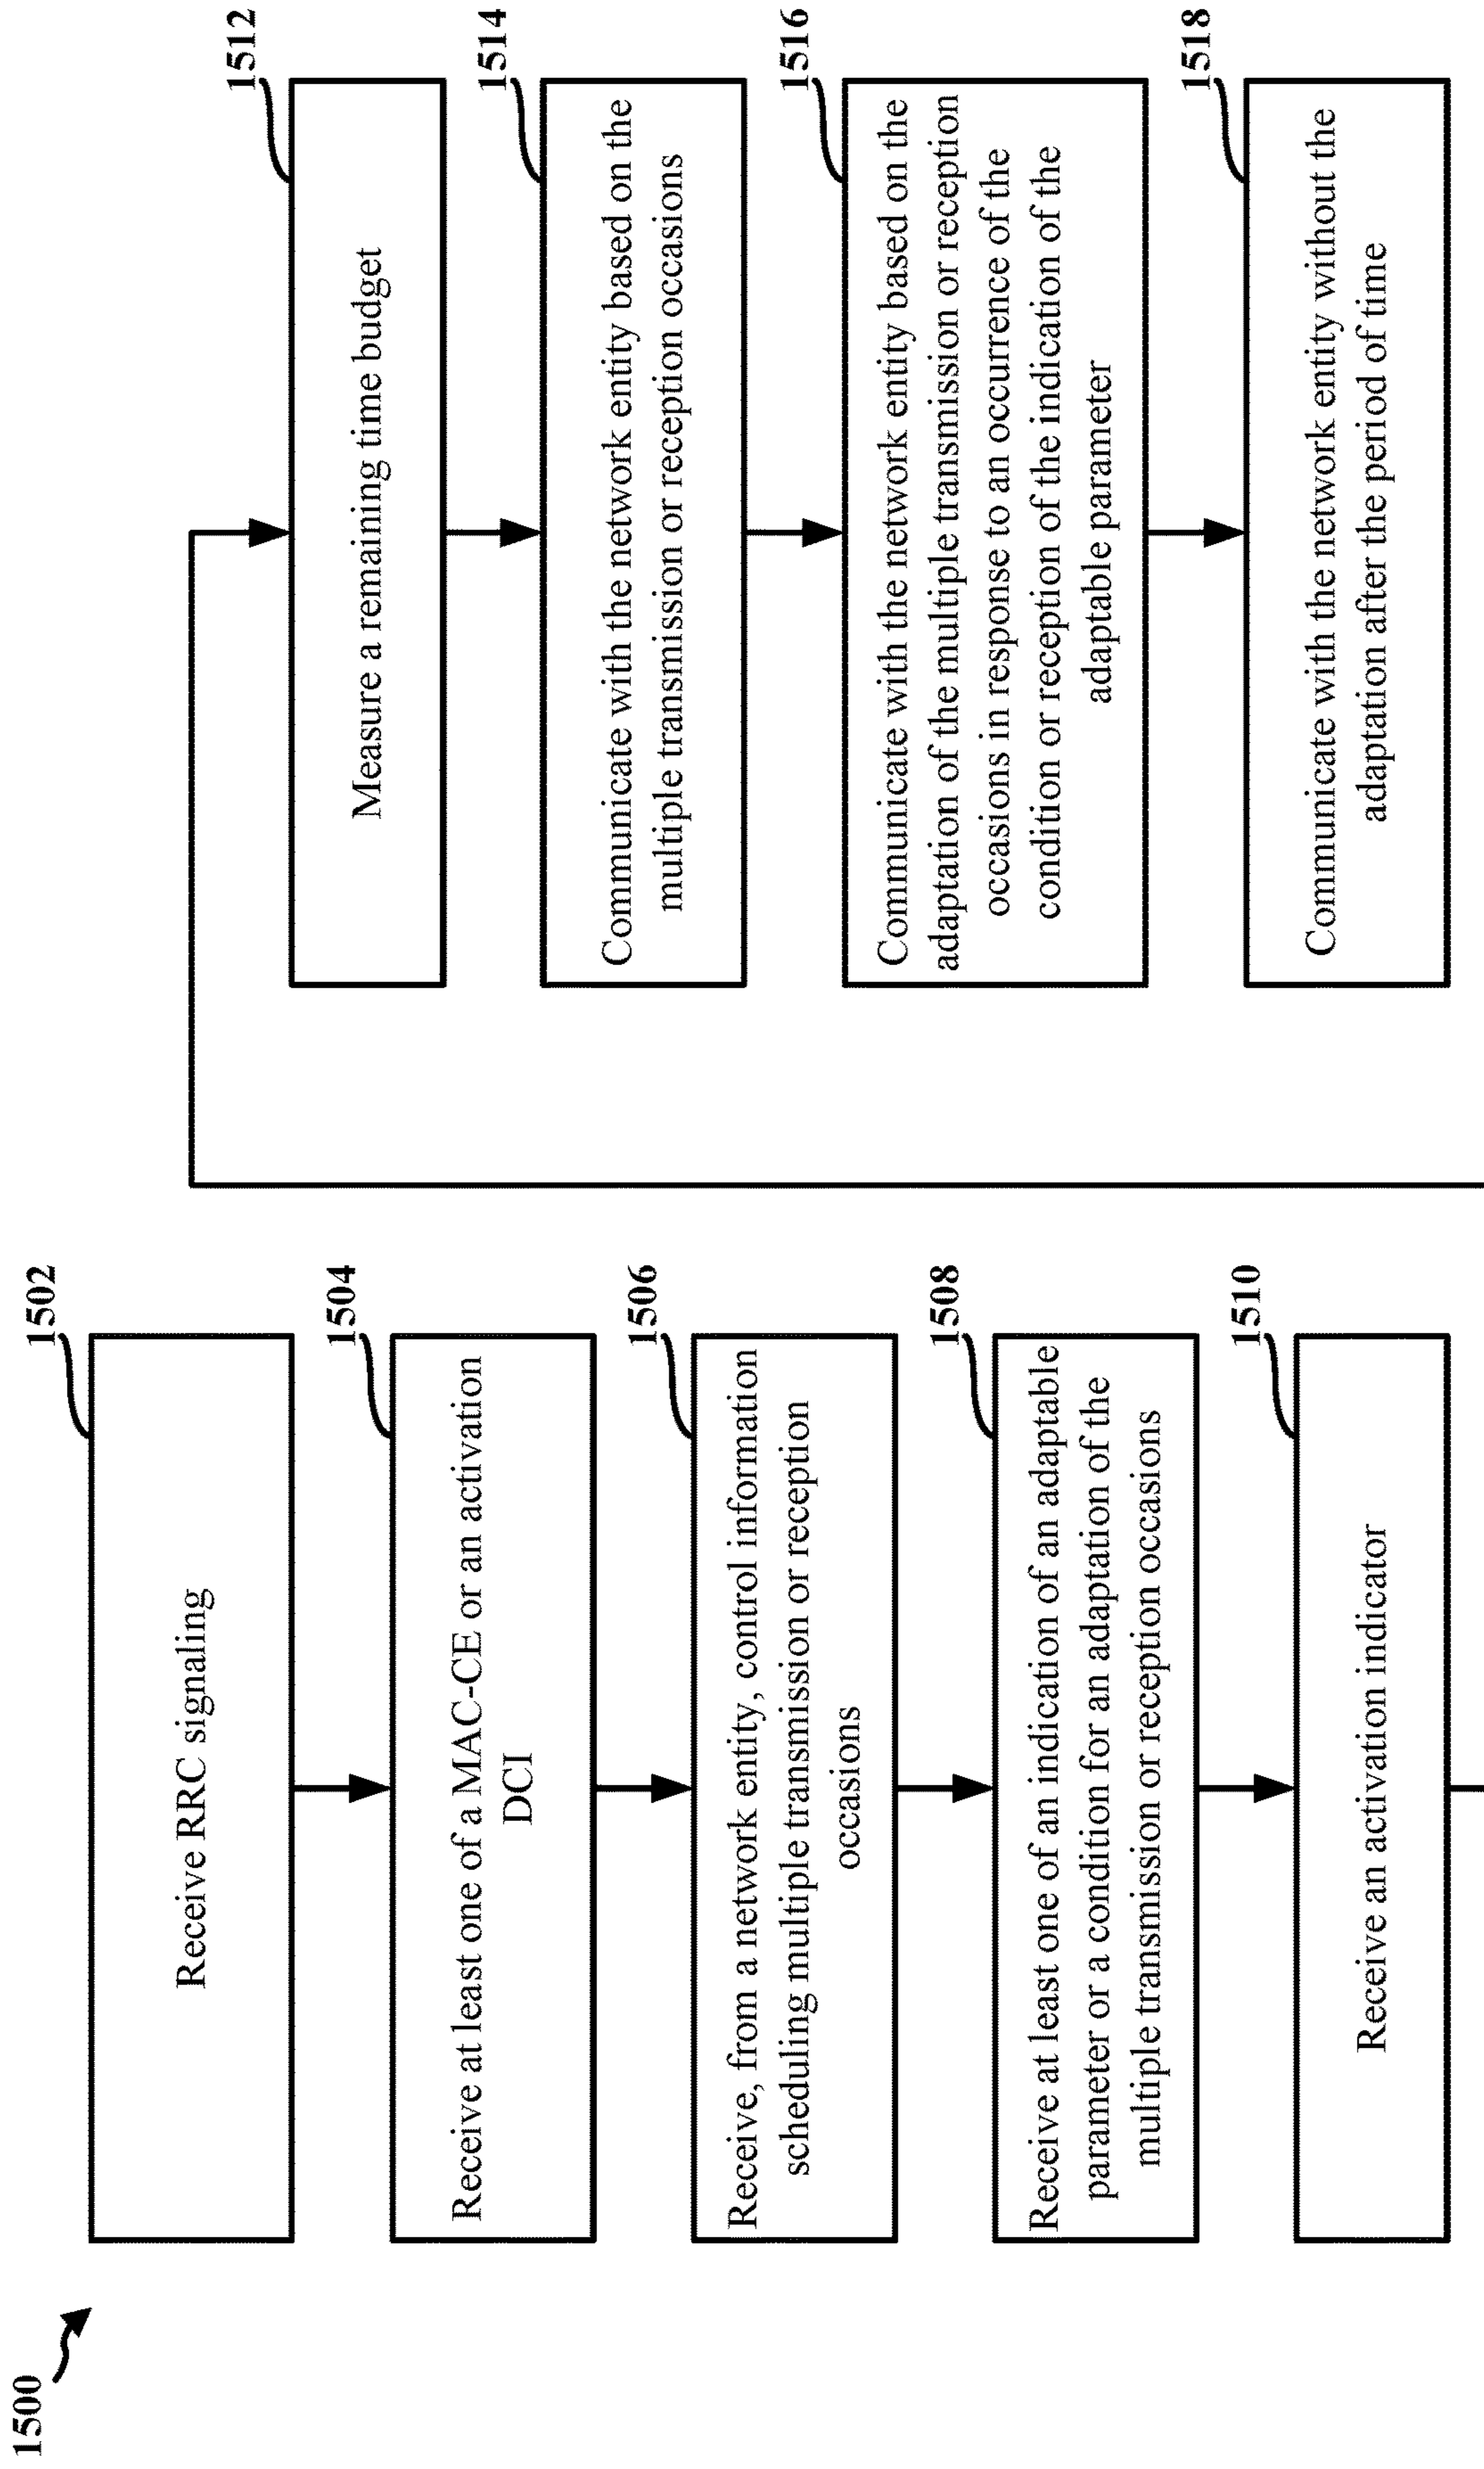 1500
1502
Receive RRC signaling
1504
Receive at least one of a MAC-CE or an activation
DCI
1506
Receive, from a network entity, control information
scheduling multiple transmission or reception
occasions
1508
Receive at least one of an indication of an adaptable
parameter or a condition for an adaptation of the
multiple transmission or reception occasions
1510
Receive an activation indicator
1512
Measure a remaining time budget
1514
Communicate with the network entity based on the
multiple transmission or reception occasions
1516
Communicate with the network entity based on the
adaptation of the multiple transmission or reception
occasions in response to an occurrence of the
condition or reception of the indication of the
adaptable parameter
1518
Communicate with the network entity without the
adaptation after the period of time